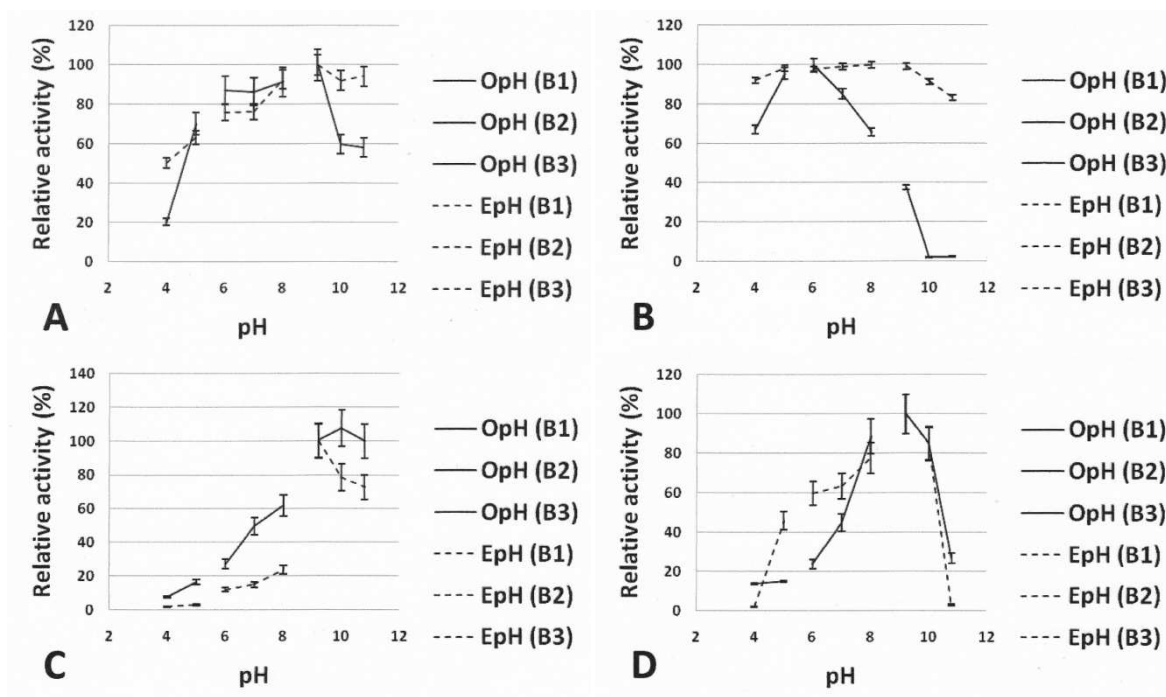 Relative activity (%)
120
100
80
60
40
20
0
2 4 6 8 10 12
pH
A
OpH (B1)
OpH (B2)
OpH (B3)
EpH (B1)
EpH (B2)
EpH (B3)
Relative activity (%)
120
100
80
60
40
20
0
2 4 6 8 10 12
pH
B
OpH (B1)
OpH (B2)
OpH (B3)
EpH (B1)
EpH (B2)
EpH (B3)
Relative activity (%)
140
120
100
80
60
40
20
0
2 4 6 8 10 12
pH
C
OpH (B1)
OpH (B2)
OpH (B3)
EpH (B1)
EpH (B2)
EpH (B3)
Relative activity (%)
120
100
80
60
40
20
0
2 4 6 8 10 12
pH
D
OpH (B1)
OpH (B2)
OpH (B3)
EpH (B1)
EpH (B2)
EpH (B3)